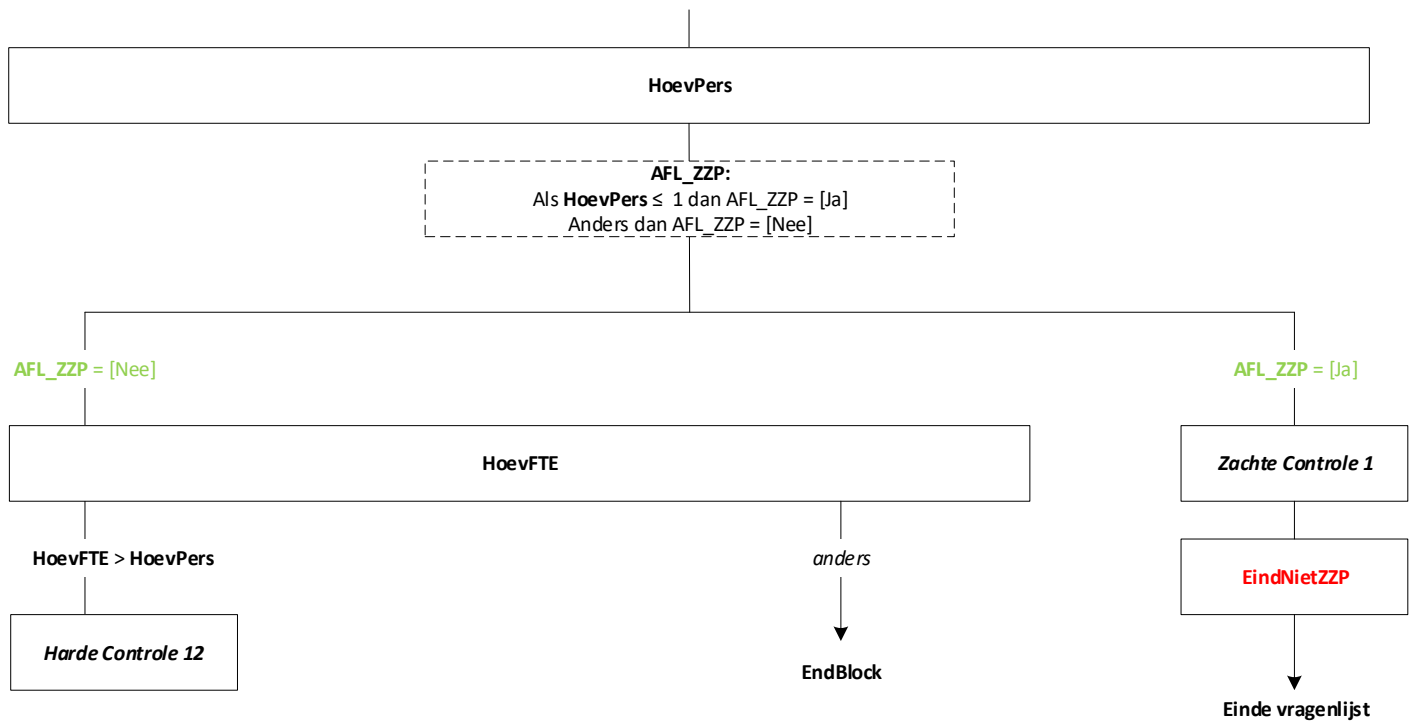 HoevPers
AFL_ZZP:
Als HoevPers ≤ 1 dan AFL_ZZP = [Ja]
Anders dan AFL_ZZP = [Nee]
AFL_ZZP = [Nee]
AFL_ZZP = [Ja]
HoevFTE
Zachte Controle 1
HoevFTE > HoevPers
anders
EindNietZZP
Harde Controle 12
EndBlock
Einde vragenlijst